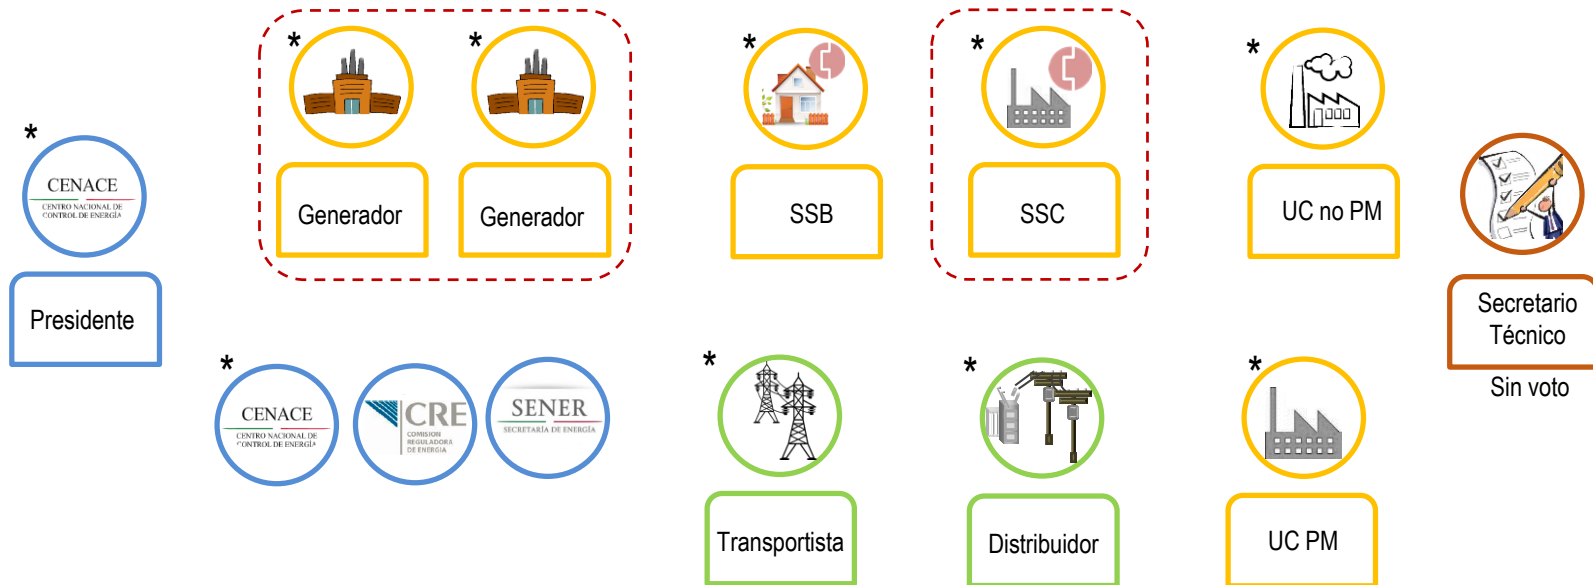 *
*
*
*
*
*
CENACE
CENTRO NACIONAL DE
CONTROL DE ENERGÍA
Presidente
Generador
Generador
SSB
SSC
UC no PM
Secretario
Técnico
Sin voto
*
CENACE
CENTRO NACIONAL DE
CONTROL DE ENERGÍA
CRE
COMISIÓN
REGULADORA
DE ENERGÍA
SENER
SECRETARÍA DE ENERGÍA
*
*
*
Transportista
Distribuidor
UC PM